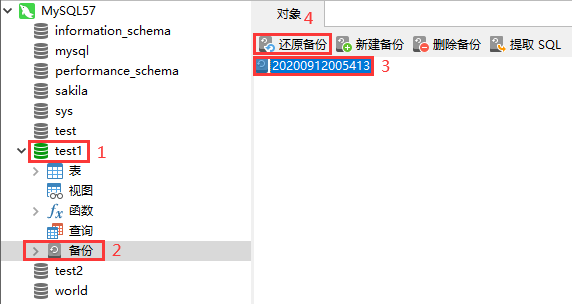 MySQL57
information_schema
mysql
performance_schema
sakila
sys
test
test1 1
表
视图
fx 函数
查询
备份 2
test2
world
对象 4
还原备份 新建备份 删除备份 提取 SQL
20200912005413 3